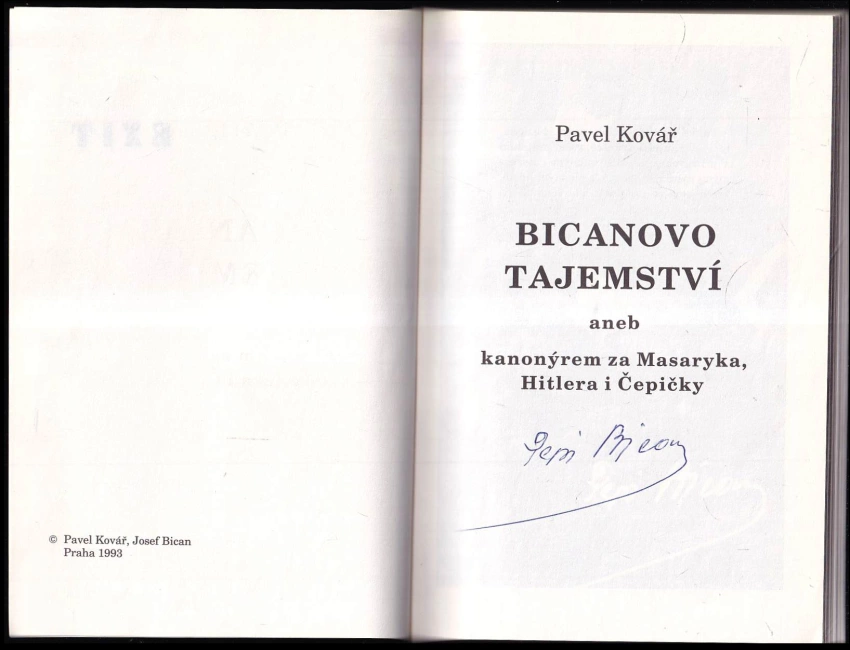 © Pavel Kovář, Josef Bican
Praha 1993
Pavel Kovář
BICANOVO
TAJEMSTVÍ
aneb
kanonýrem za Masaryka,
Hitlera i Čepičky
Pepi Bican